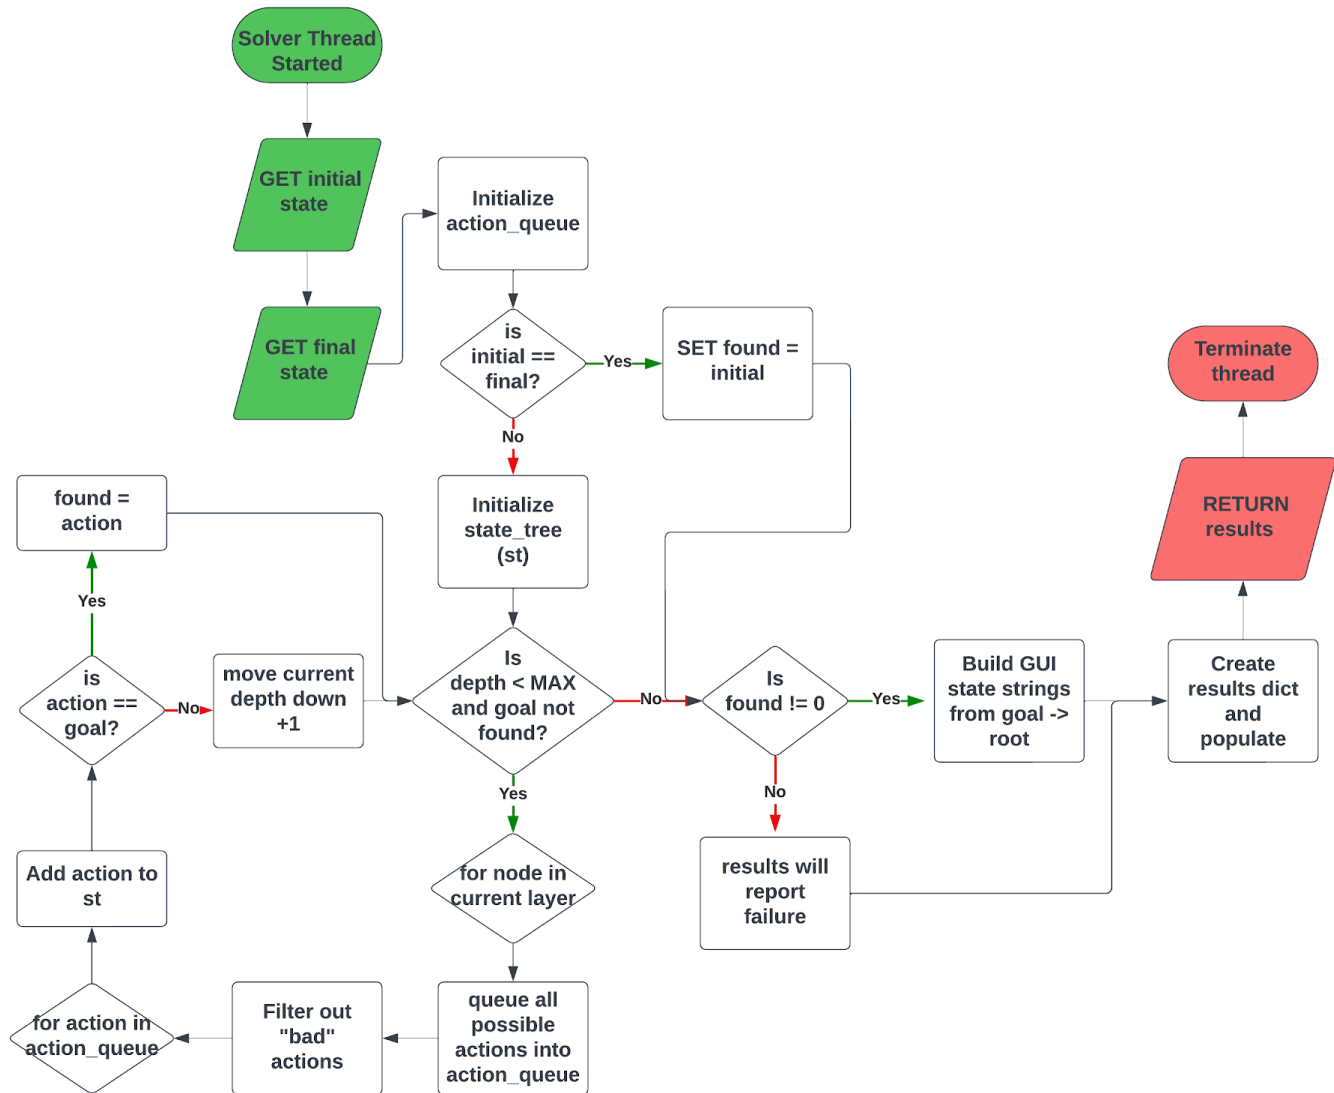 Solver Thread
Started
GET initial
state
GET final
state
Initialize
action_queue
is
initial ==
final?
Yes
SET found =
initial
No
Initialize
state_tree
(st)
Is
depth < MAX
and goal not
found?
No
Is
found != 0
Yes
Build GUI
state strings
from goal ->
root
Create
results dict
and
populate
RETURN
results
Terminate
thread
No
results will
report
failure
Yes
for node in
current layer
queue all
possible
actions into
action_queue
Filter out
"bad"
actions
for action in
action_queue
Add action to
st
is
action ==
goal?
Yes
found =
action
No
move current
depth down
+1